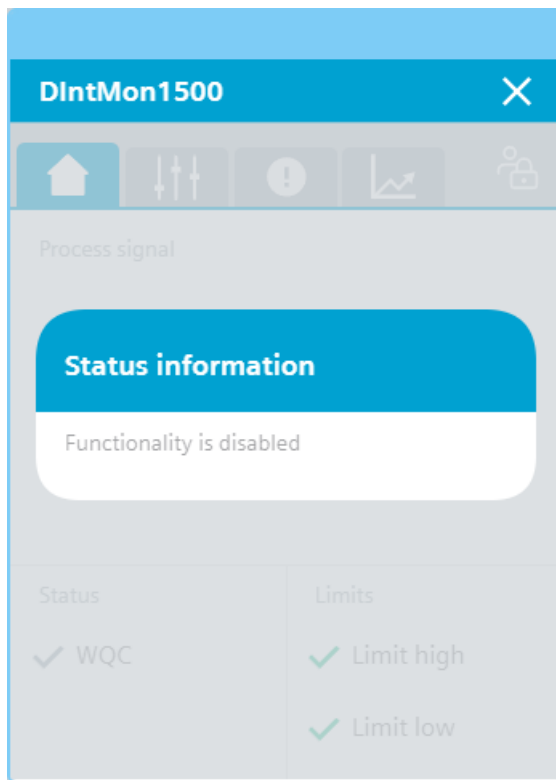 DIntMon1500
Process signal
Status information
Functionality is disabled
Status
Limits
WQC
Limit high
Limit low